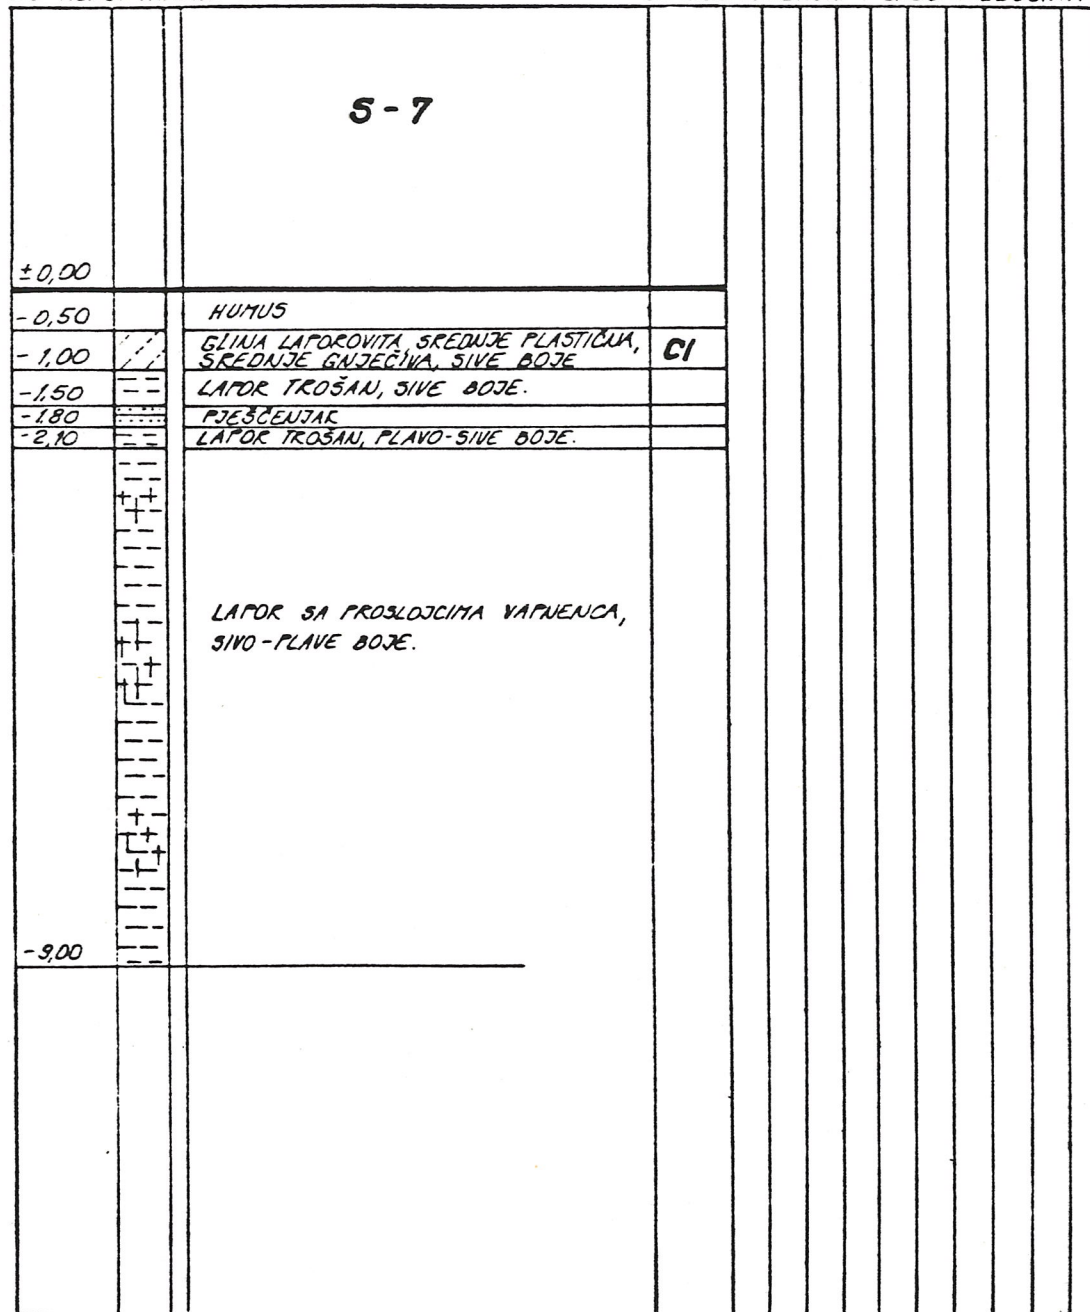 S-7
±0,00
-0,50 HUMUS
-1,00 GLINA LAPOROVITA, SREDNJE PLASTIČNA, CI
SREDNJE GNJEČIVA, SIVE BOJE
-1.50 LAPOR TROŠAN, SIVE BOJE.
-1.80 PJEŠČENJAK
-2,10 LAPOR TROŠAN, PLAVO-SIVE BOJE.
LAPOR SA PROSLOJCIMA VAPNENCA,
SIVO-PLAVE BOJE.
-9,00